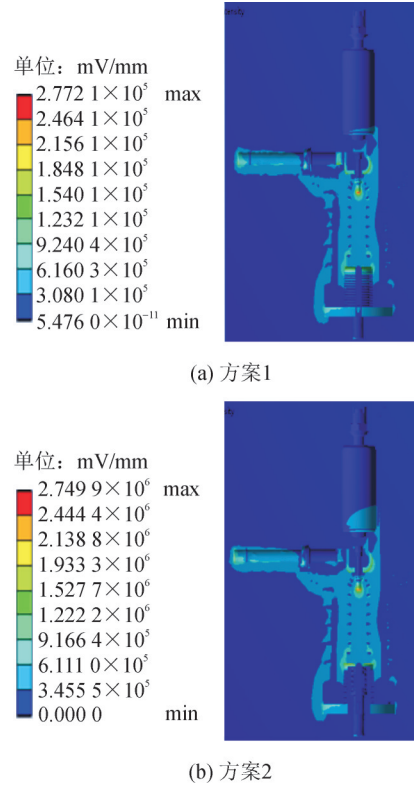 sity
单位：mV/mm
2.772 1×10⁵ max
2.464 1×10⁵
2.156 1×10⁵
1.848 1×10⁵
1.540 1×10⁵
1.232 1×10⁵
9.240 4×10⁵
6.160 3×10⁵
3.080 1×10⁵
5.476 0×10⁻¹¹ min
(a) 方案1
sity
单位：mV/mm
2.749 9×10⁶ max
2.444 4×10⁶
2.138 8×10⁶
1.933 3×10⁶
1.527 7×10⁶
1.222 2×10⁶
9.166 4×10⁵
6.111 0×10⁵
3.455 5×10⁵
0.000 0 min
(b) 方案2